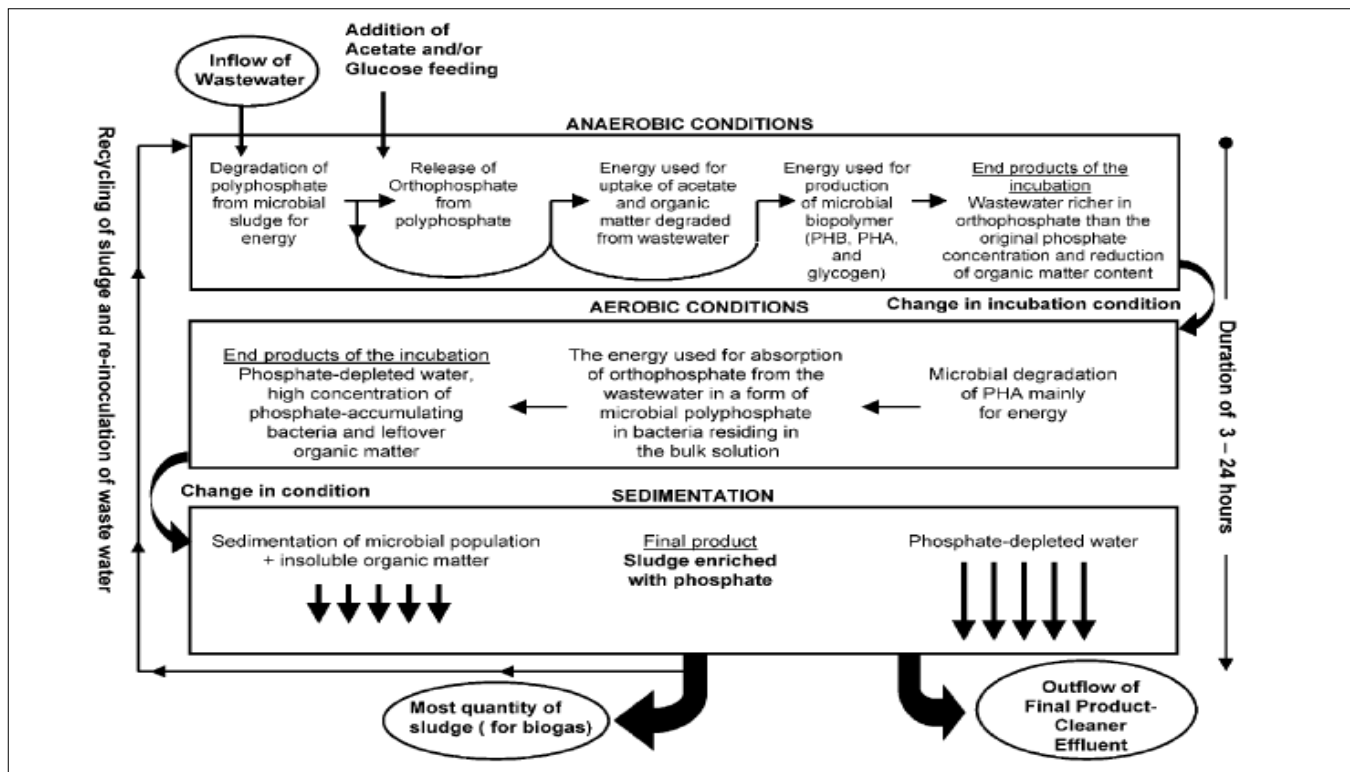 Inflow of
Wastewater
Addition of
Acetate and/or
Glucose feeding
ANAEROBIC CONDITIONS
Degradation of
polyphosphate
from microbial
sludge for
energy
Release of
Orthophosphate
from
polyphosphate
Energy used for
uptake of acetate
and organic
matter degraded
from wastewater
Energy used for
production
of microbial
biopolymer
(PHB, PHA,
and
glycogen)
End products of the
incubation
Wastewater richer in
orthophosphate than the
original phosphate
concentration and reduction
of organic matter content
Change in incubation condition
AEROBIC CONDITIONS
End products of the incubation
Phosphate-depleted water,
high concentration of
phosphate-accumulating
bacteria and leftover
organic matter
The energy used for absorption
of orthophosphate from the
wastewater in a form of
microbial polyphosphate
in bacteria residing in
the bulk solution
Microbial degradation
of PHA mainly
for energy
Change in condition
SEDIMENTATION
Sedimentation of microbial population
+ insoluble organic matter
Final product
Sludge enriched
with phosphate
Phosphate-depleted water
Most quantity of
sludge ( for biogas)
Outflow of
Final Product-
Cleaner
Effluent
Recycling of sludge and re-inoculation of waste water
Duration of 3 – 24 hours